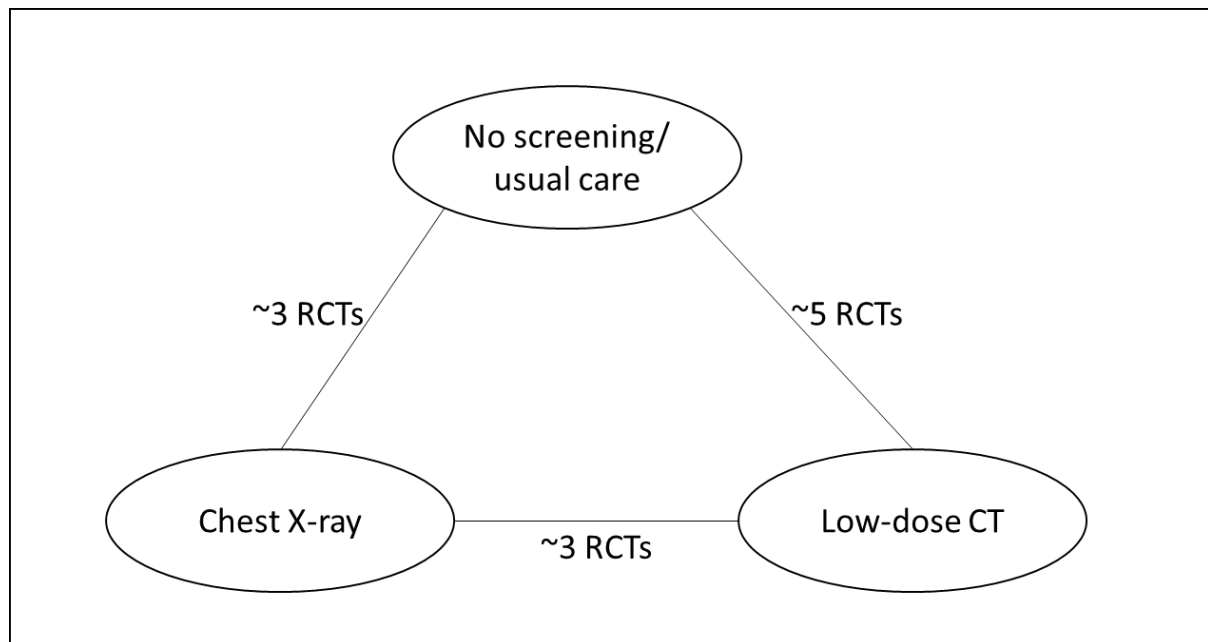 No screening/
usual care
~3 RCTs
~5 RCTs
Chest X-ray
Low-dose CT
~3 RCTs